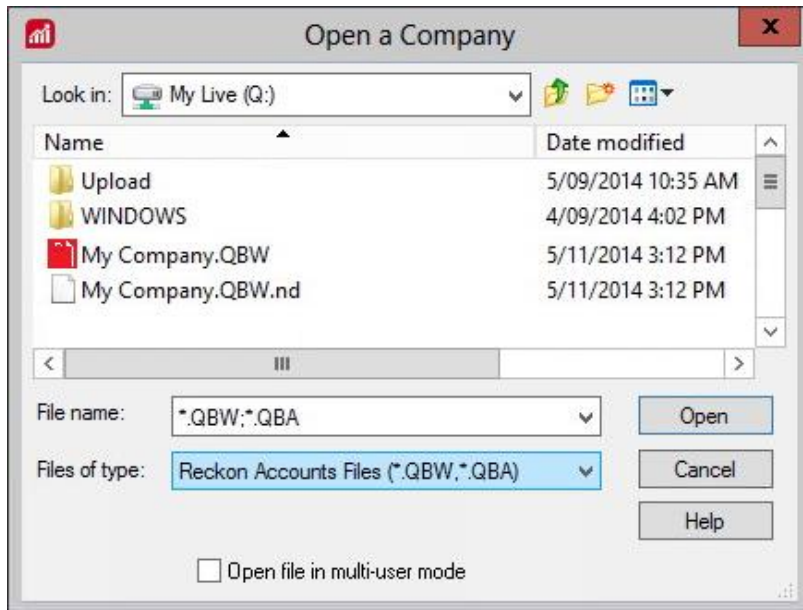 Open a Company
x
Look in: My Live (Q:)
Name Date modified
Upload 5/09/2014 10:35 AM
WINDOWS 4/09/2014 4:02 PM
My Company.QBW 5/11/2014 3:12 PM
My Company.QBW.nd 5/11/2014 3:12 PM
File name: *.QBW;*.QBA Open
Files of type: Reckon Accounts Files (*.QBW,*.QBA) Cancel
Help
Open file in multi-user mode